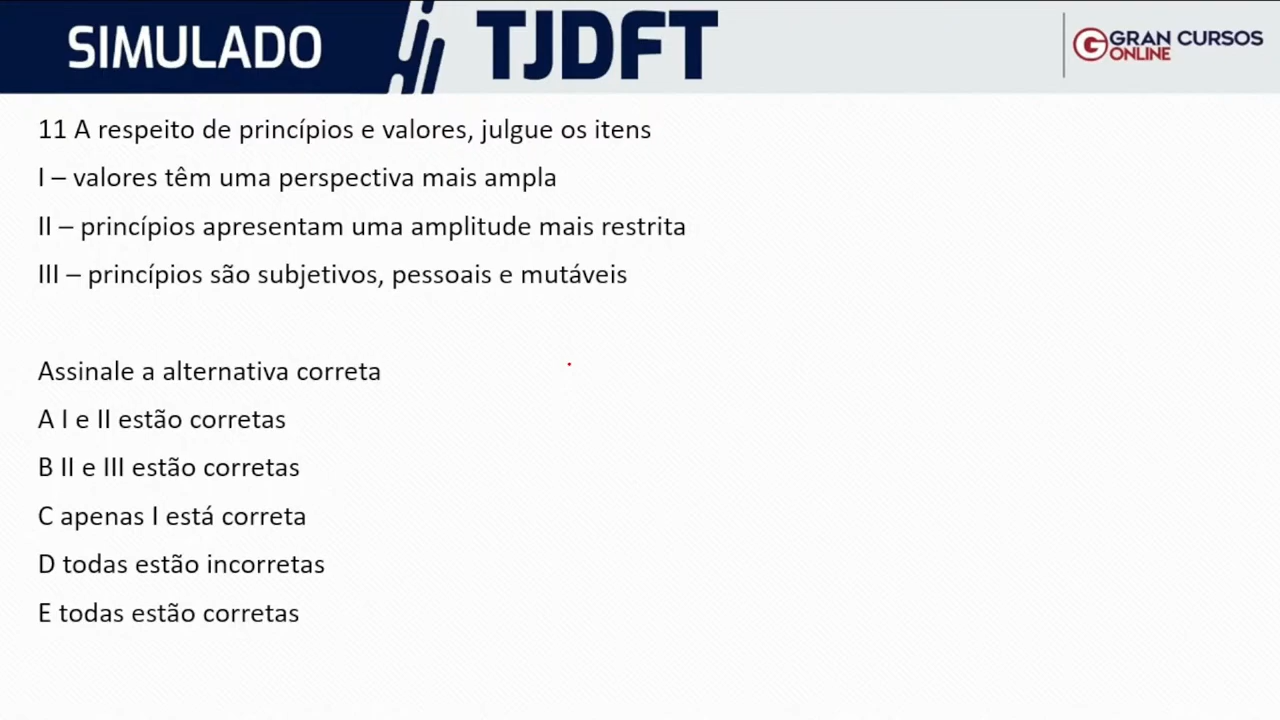 SIMULADO
TJDFT
GRAN CURSOS
ONLINE
11 A respeito de princípios e valores, julgue os itens
I – valores têm uma perspectiva mais ampla
II – princípios apresentam uma amplitude mais restrita
III – princípios são subjetivos, pessoais e mutáveis
Assinale a alternativa correta
A I e II estão corretas
B II e III estão corretas
C apenas I está correta
D todas estão incorretas
E todas estão corretas